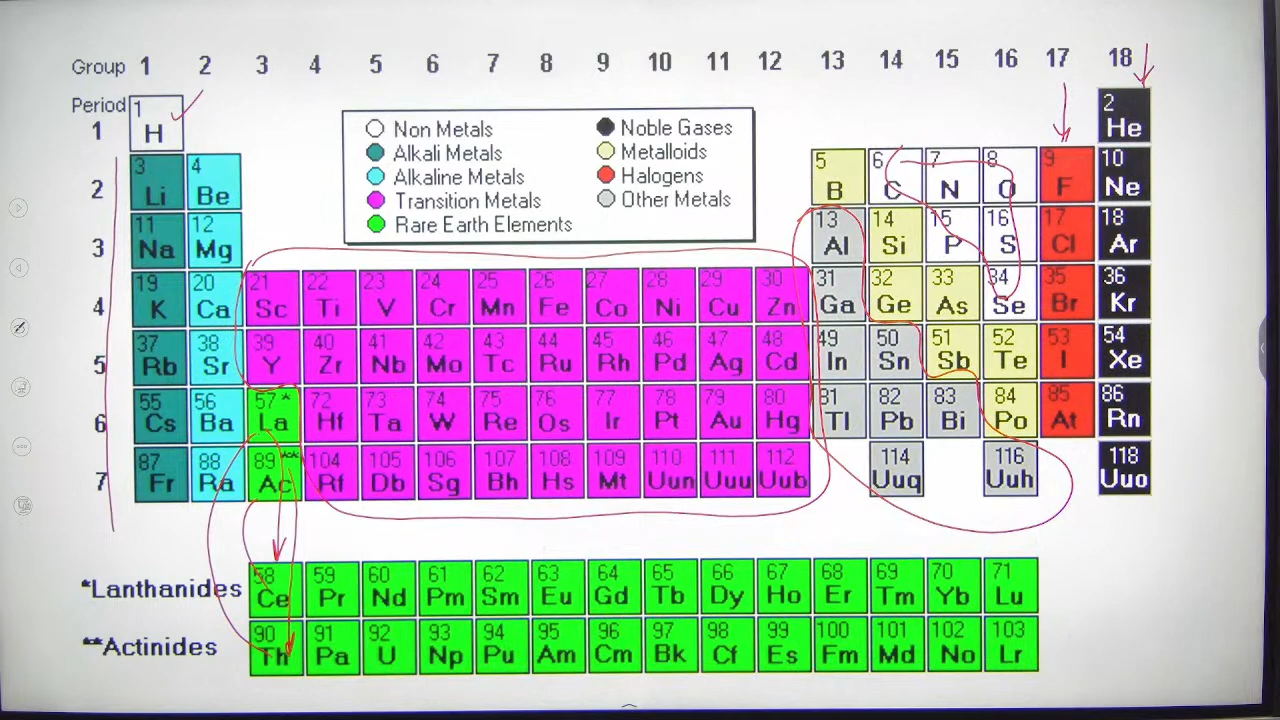 Group 1 2 3 4 5 6 7 8 9 10 11 12 13 14 15 16 17 18
Period
1 1 H 2 He
Non Metals Noble Gases
Alkali Metals Metalloids
Alkaline Metals Halogens
Transition Metals Other Metals
Rare Earth Elements
2 3 Li 4 Be 5 B 6 C 7 N 8 O 9 F 10 Ne
3 11 Na 12 Mg 13 Al 14 Si 15 P 16 S 17 Cl 18 Ar
4 19 K 20 Ca 21 Sc 22 Ti 23 V 24 Cr 25 Mn 26 Fe 27 Co 28 Ni 29 Cu 30 Zn 31 Ga 32 Ge 33 As 34 Se 35 Br 36 Kr
5 37 Rb 38 Sr 39 Y 40 Zr 41 Nb 42 Mo 43 Tc 44 Ru 45 Rh 46 Pd 47 Ag 48 Cd 49 In 50 Sn 51 Sb 52 Te 53 I 54 Xe
6 55 Cs 56 Ba 57 * La 72 Hf 73 Ta 74 W 75 Re 76 Os 77 Ir 78 Pt 79 Au 80 Hg 81 Tl 82 Pb 83 Bi 84 Po 85 At 86 Rn
7 87 Fr 88 Ra 89 ** Ac 104 Rf 105 Db 106 Sg 107 Bh 108 Hs 109 Mt 110 Uun 111 Uuu 112 Uub 114 Uuq 116 Uuh 118 Uuo
*Lanthanides 58 Ce 59 Pr 60 Nd 61 Pm 62 Sm 63 Eu 64 Gd 65 Tb 66 Dy 67 Ho 68 Er 69 Tm 70 Yb 71 Lu
**Actinides 90 Th 91 Pa 92 U 93 Np 94 Pu 95 Am 96 Cm 97 Bk 98 Cf 99 Es 100 Fm 101 Md 102 No 103 Lr